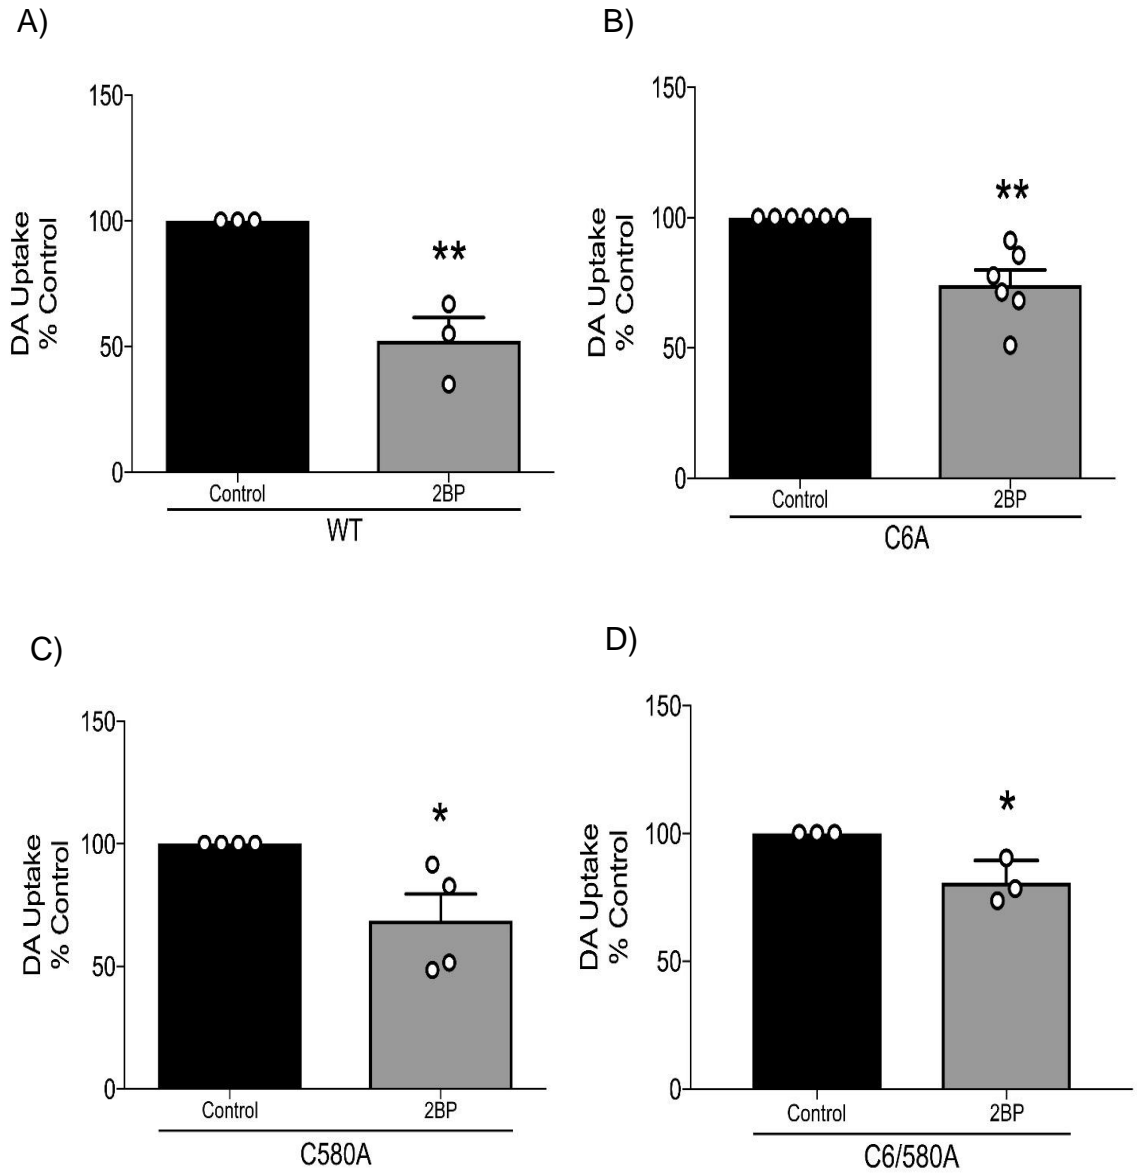 A)
150
100
50
0
DA Uptake
% Control
**
Control
2BP
WT
B)
150
100
50
0
DA Uptake
% Control
**
Control
2BP
C6A
C)
150
100
50
0
DA Uptake
% Control
*
Control
2BP
C580A
D)
150
100
50
0
DA Uptake
% Control
*
Control
2BP
C6/580A